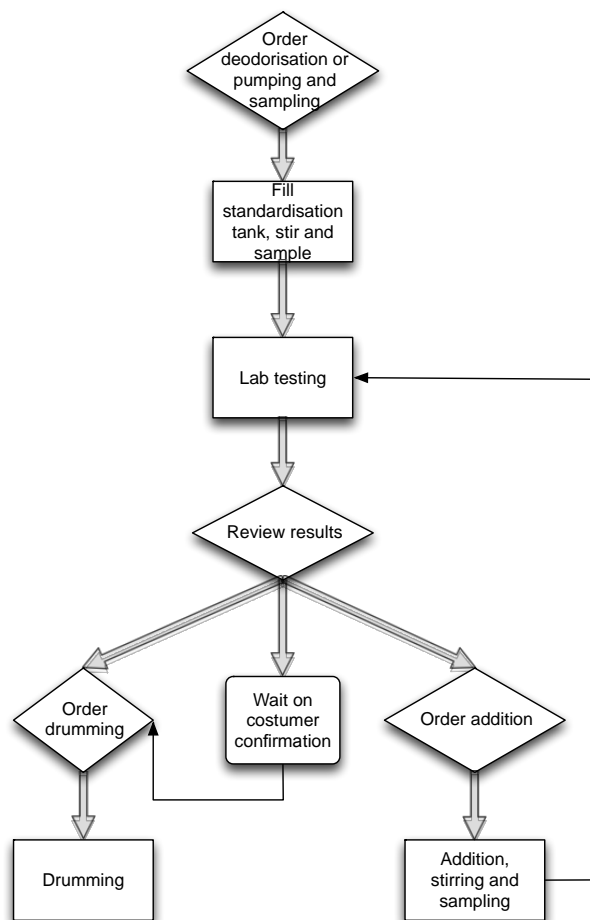 Order
deodorisation or
pumping and
sampling
Fill
standardisation
tank, stir and
sample
Lab testing
Review results
Order
drumming
Wait on
costumer
confirmation
Order addition
Drumming
Addition,
stirring and
sampling